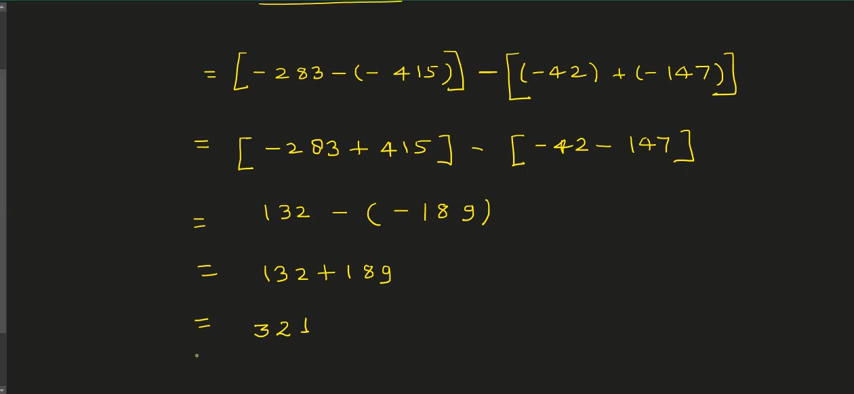 = [-283-(-415)] - [(-42) + (-147)]
= [-283 + 415] - [-42 - 147]
= 132 - (-189)
= 132 + 189
= 321